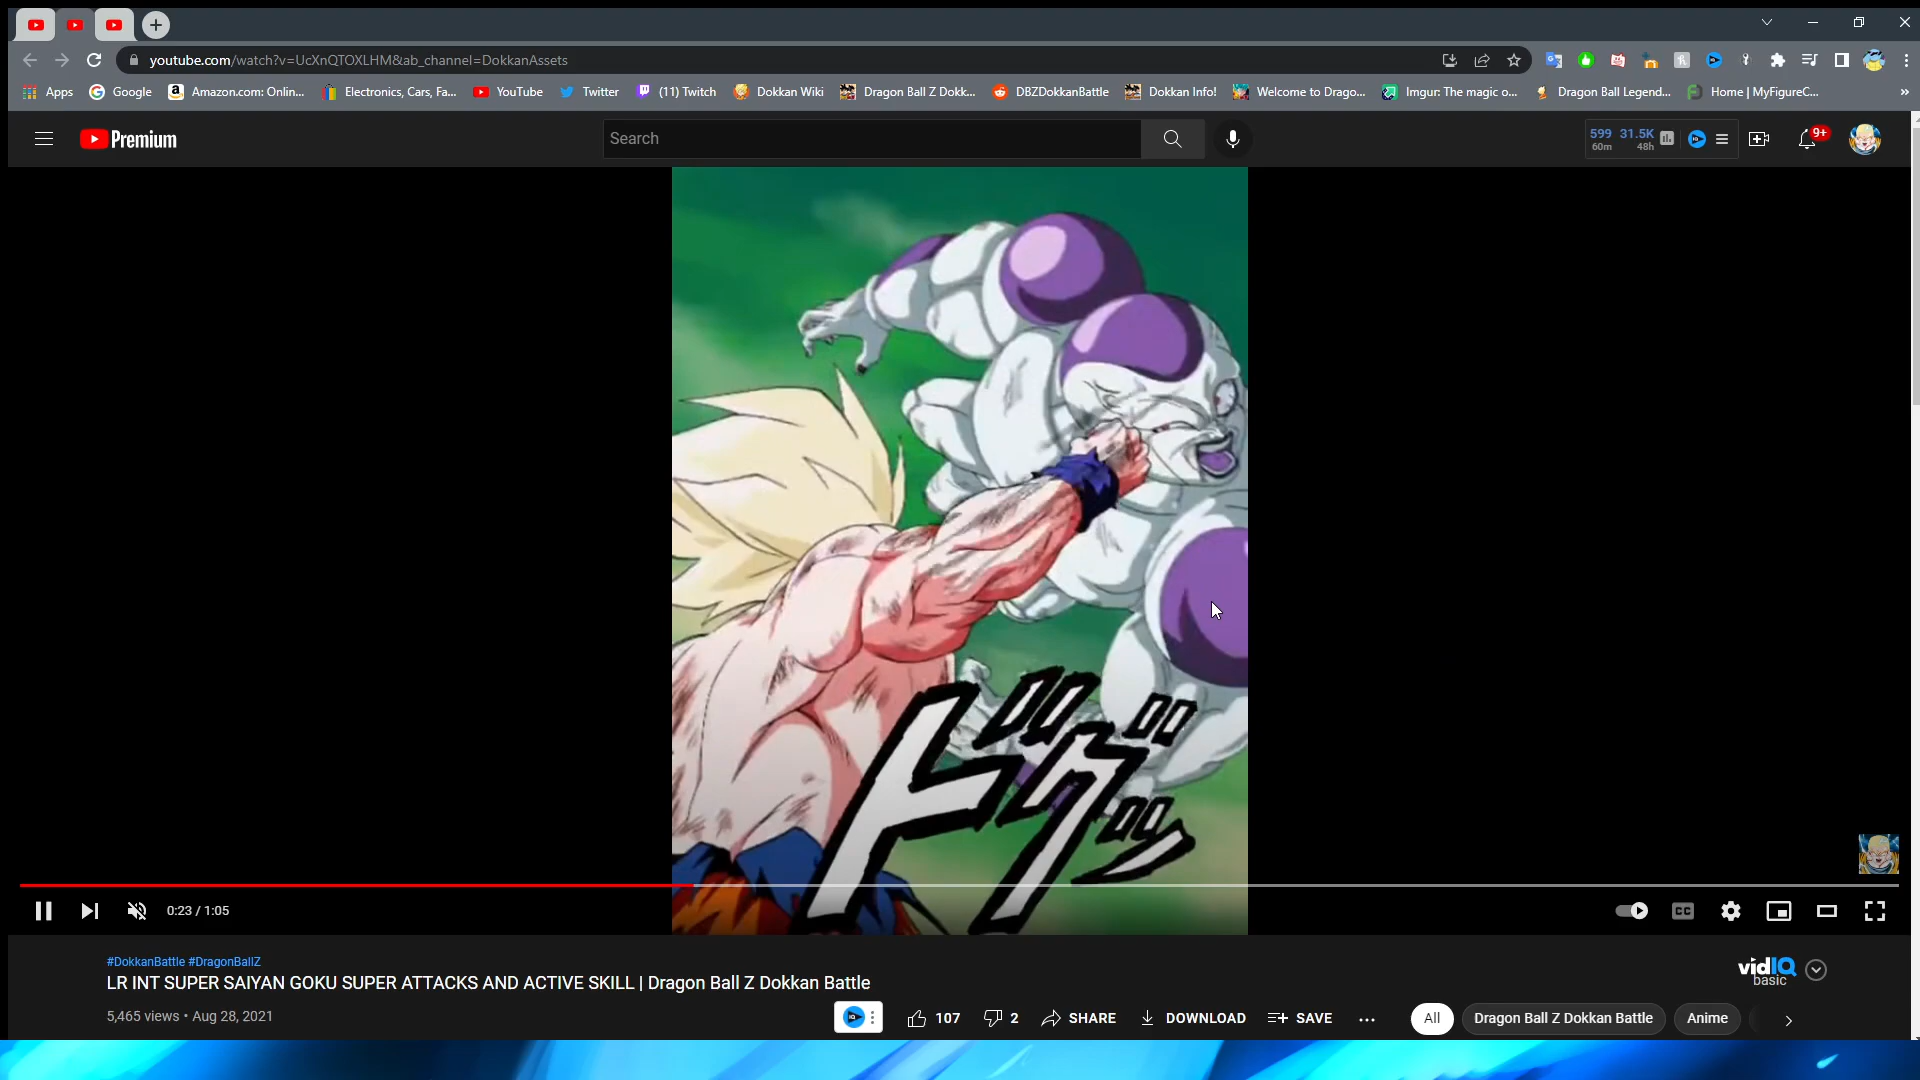 youtube.com/watch?v=UcXnQTOXLHM&ab_channel=DokkanAssets
Apps
Google
Amazon.com: Onlin...
Electronics, Cars, Fa...
YouTube
Twitter
(11) Twitch
Dokkan Wiki
Dragon Ball Z Dokk...
DBZDokkanBattle
Dokkan Info!
Welcome to Drago...
Imgur: The magic o...
Dragon Ball Legend...
Home | MyFigureC...
»
Premium
Search
599 31.5K
60m 48h
9+
ドグッ
0:23 / 1:05
CC
#DokkanBattle #DragonBallZ
LR INT SUPER SAIYAN GOKU SUPER ATTACKS AND ACTIVE SKILL | Dragon Ball Z Dokkan Battle
5,465 views • Aug 28, 2021
vidIQ
basic
107
2
SHARE
DOWNLOAD
SAVE
All
Dragon Ball Z Dokkan Battle
Anime